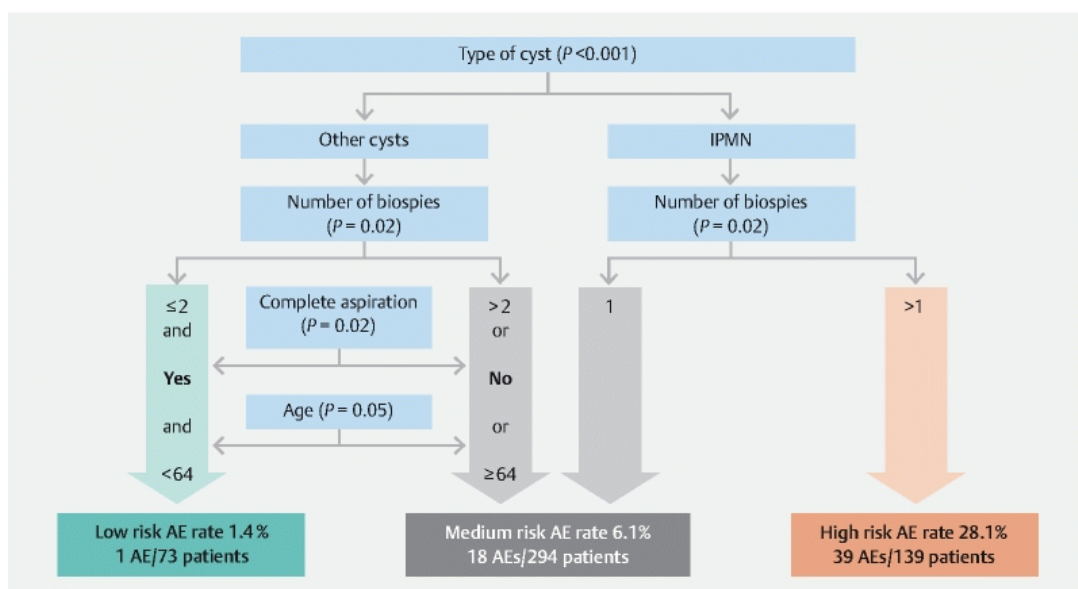 Type of cyst (P<0.001)
Other cysts
IPMN
Number of biospies
(P = 0.02)
Number of biospies
(P = 0.02)
≤2
and
Yes
and
<64
Complete aspiration
(P = 0.02)
Age (P = 0.05)
>2
or
No
or
≥64
1
>1
Low risk AE rate 1.4%
1 AE/73 patients
Medium risk AE rate 6.1%
18 AEs/294 patients
High risk AE rate 28.1%
39 AEs/139 patients